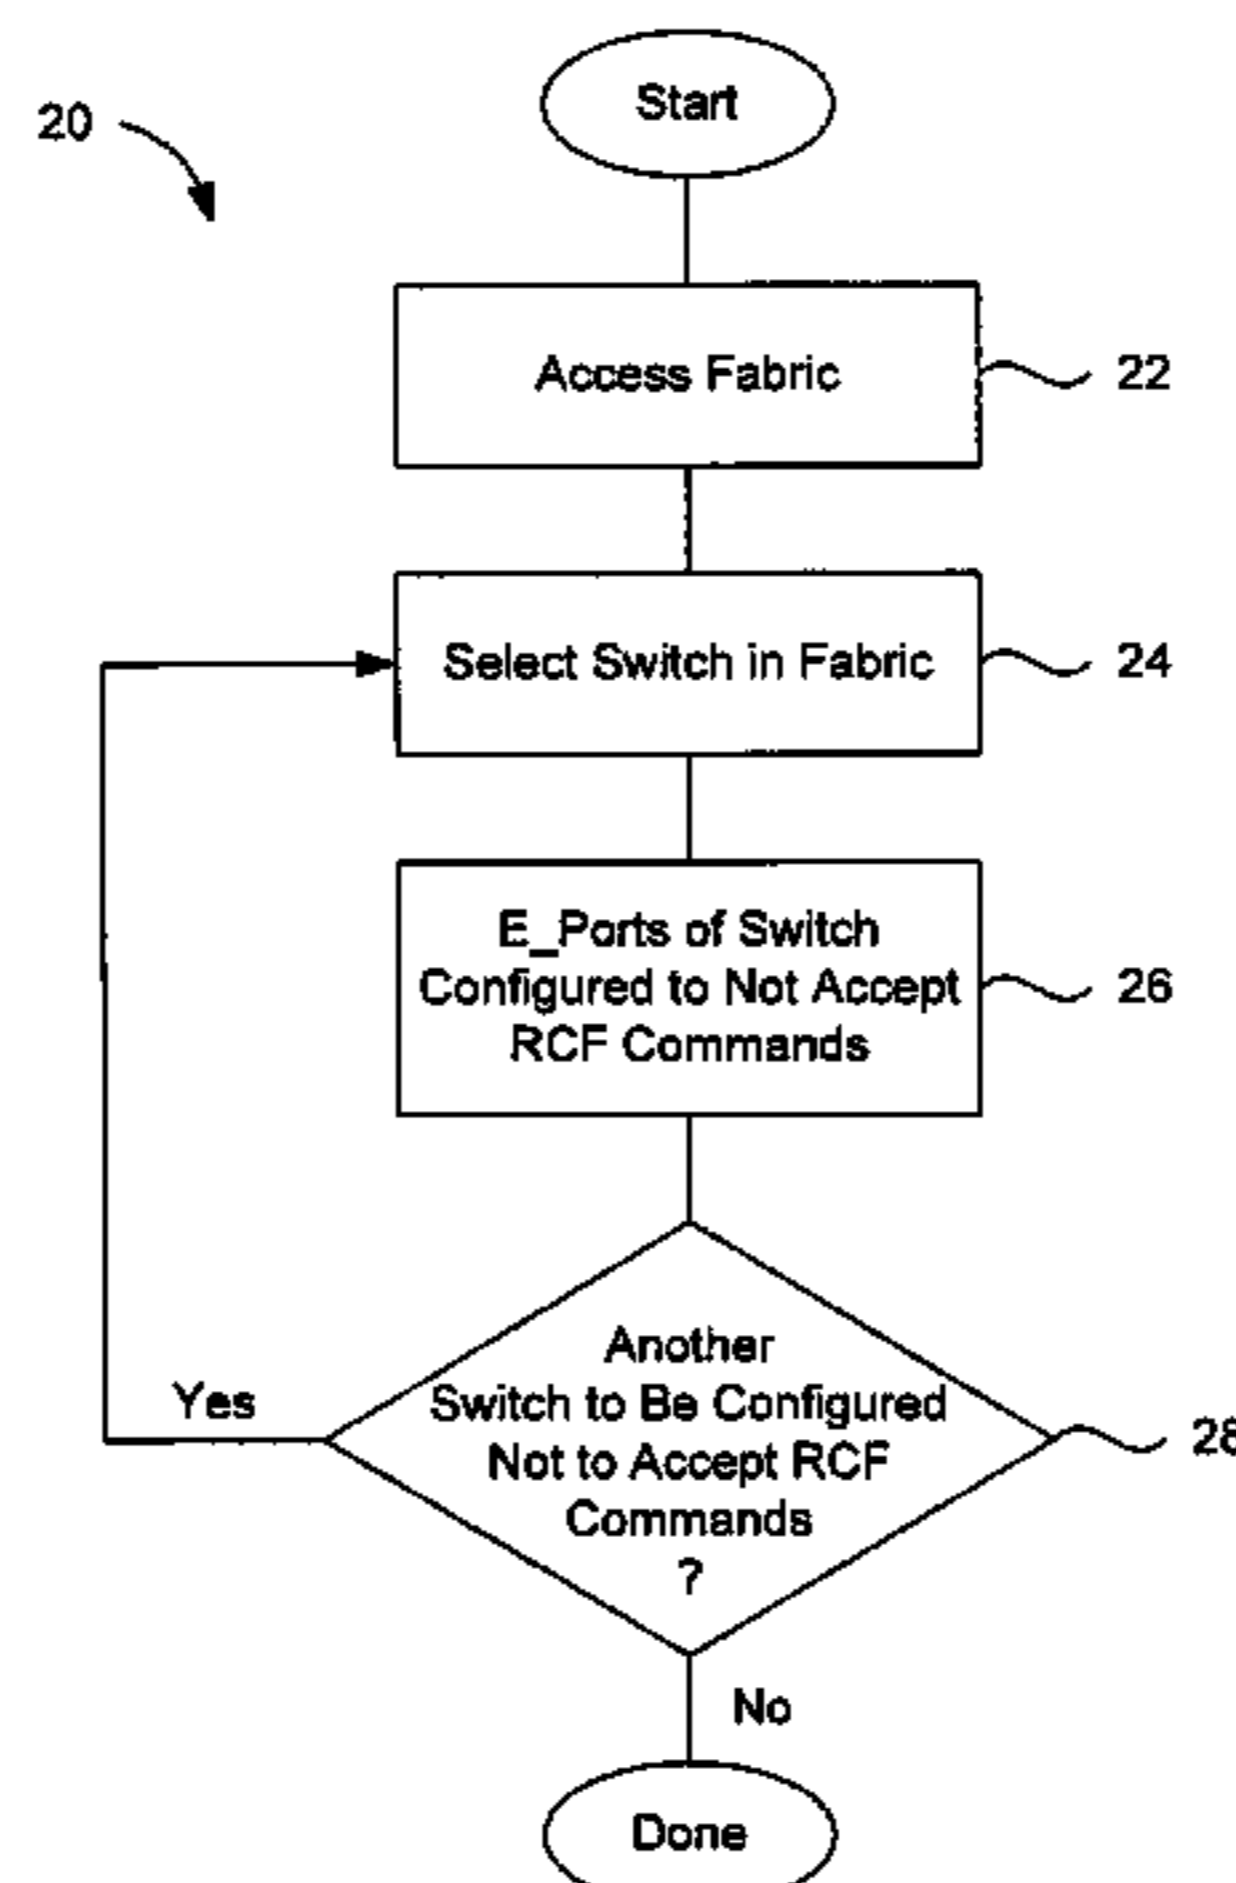 Start
20
Access Fabric
22
Select Switch in Fabric
24
E_Ports of Switch
Configured to Not Accept
RCF Commands
26
Another
Switch to Be Configured
Not to Accept RCF
Commands
?
Yes
28
No
Done